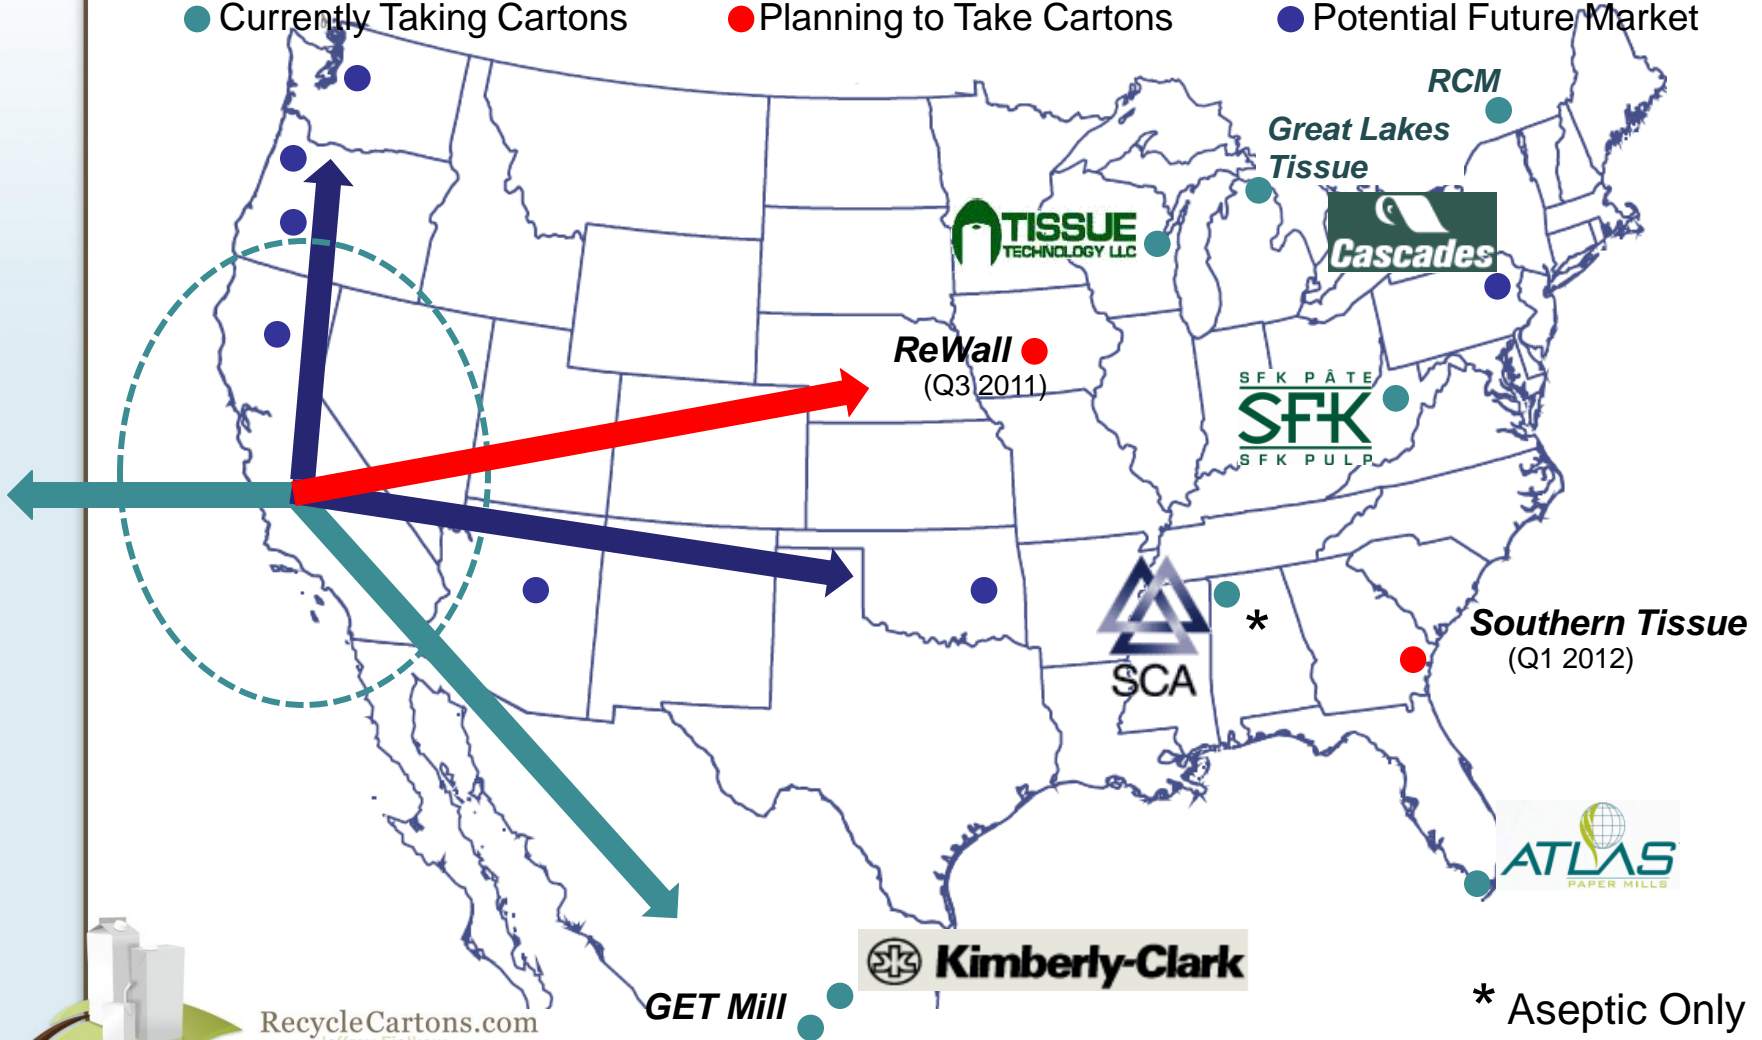 Currently Taking Cartons
Planning to Take Cartons
Potential Future Market
RCM
Great Lakes
Tissue
TISSUE
TECHNOLOGY LLC
Cascades
ReWall
(Q3 2011)
SFK PÂTE
SFK
SFK PULP
*
Southern Tissue
(Q1 2012)
SCA
ATLAS
PAPER MILLS
Kimberly-Clark
GET Mill
* Aseptic Only
RecycleCartons.com